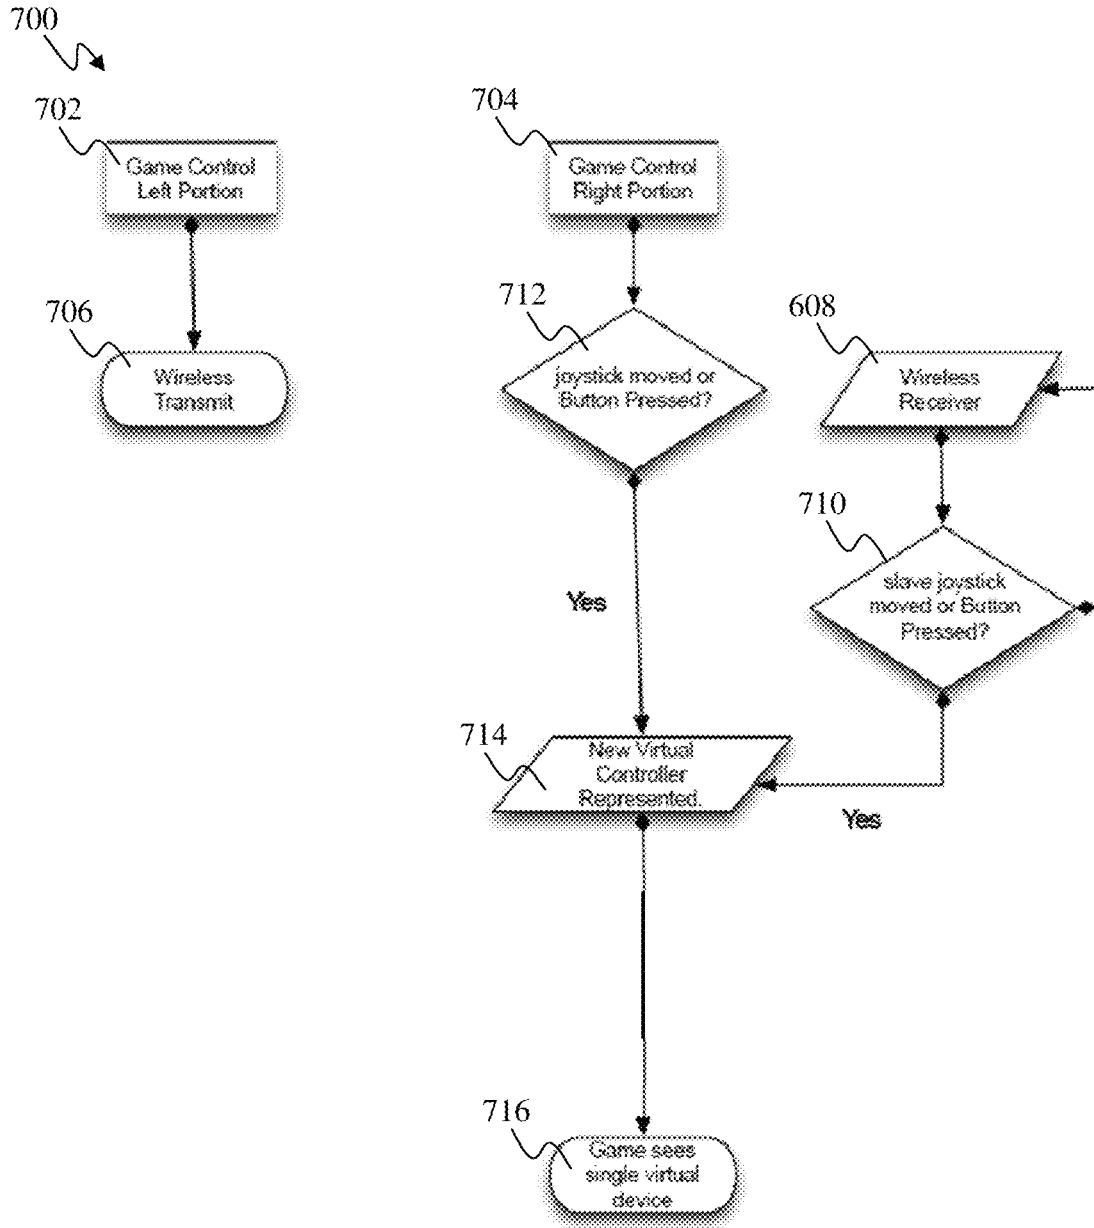 700
702
Game Control
Left Portion
704
Game Control
Right Portion
706
Wireless
Transmit
712
joystick moved or
Button Pressed?
608
Wireless
Receiver
710
slave joystick
moved or Button
Pressed?
Yes
714
New Virtual
Controller
Represented.
Yes
716
Game sees
single virtual
device